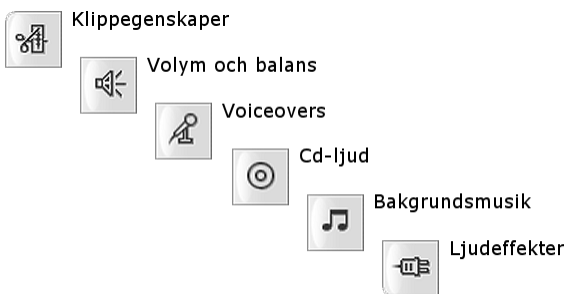 Klippegenskaper
Volym och balans
Voiceovers
Cd-ljud
Bakgrundsmusik
Ljudeffekter